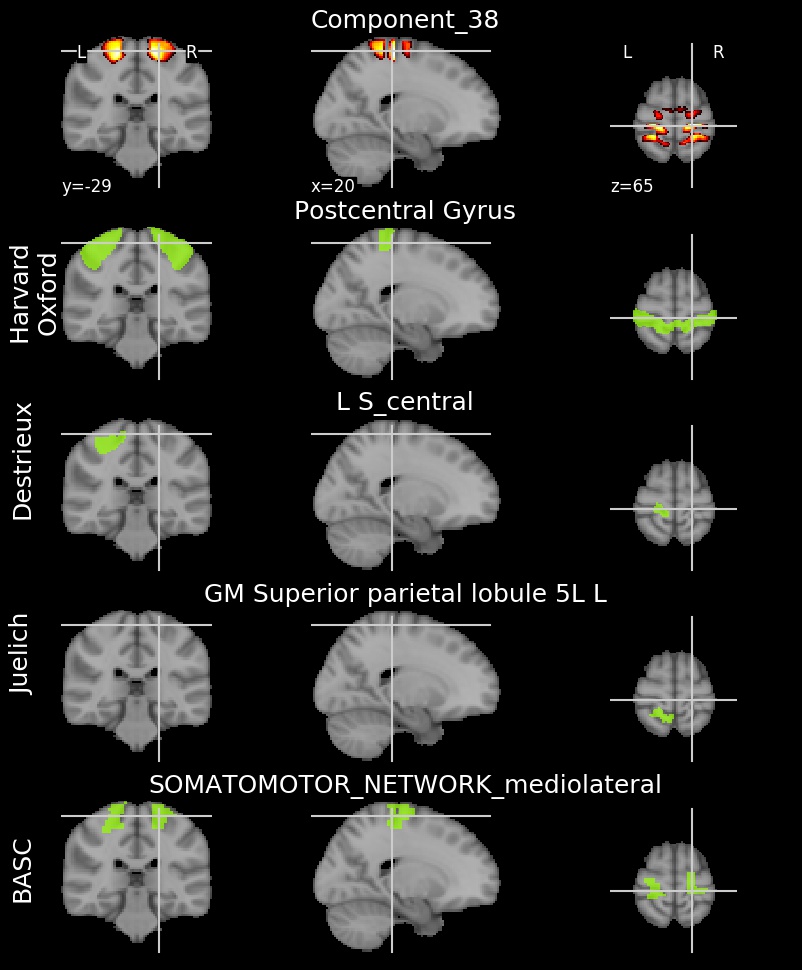 Component_38
L R L R
y=-29 x=20 z=65
Postcentral Gyrus
Harvard
Oxford
L S_central
Destrieux
GM Superior parietal lobule 5L L
Juelich
SOMATOMOTOR_NETWORK_mediolateral
BASC